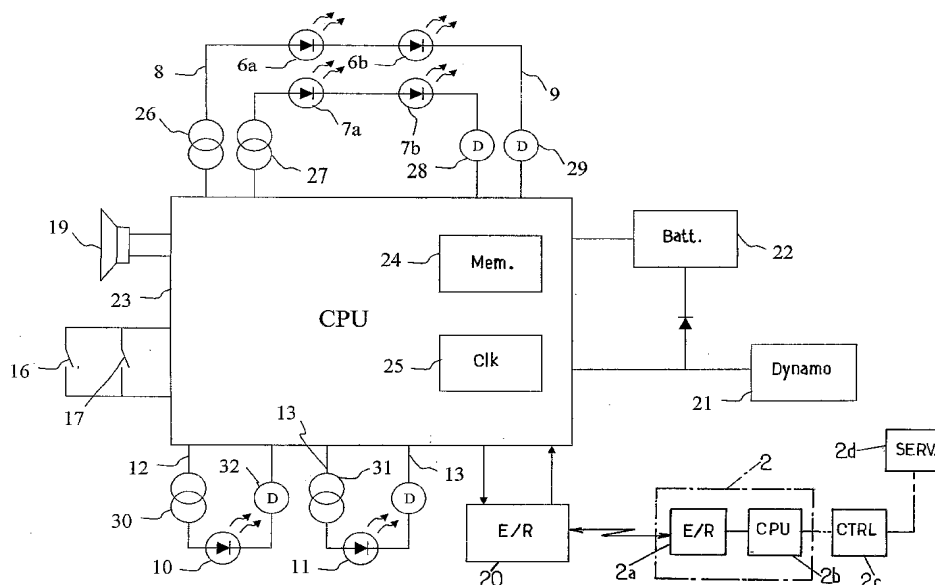 8
6a
6b
9
26
7a
7b
27
28
29
D
D
19
24
Mem.
Batt.
22
23
CPU
25
Clk
Dynamo
21
16
17
13
12
32
31
13
D
D
30
10
11
E/R
20
2
E/R
CPU
2a
2b
CTRL
2c
2d
SERV.